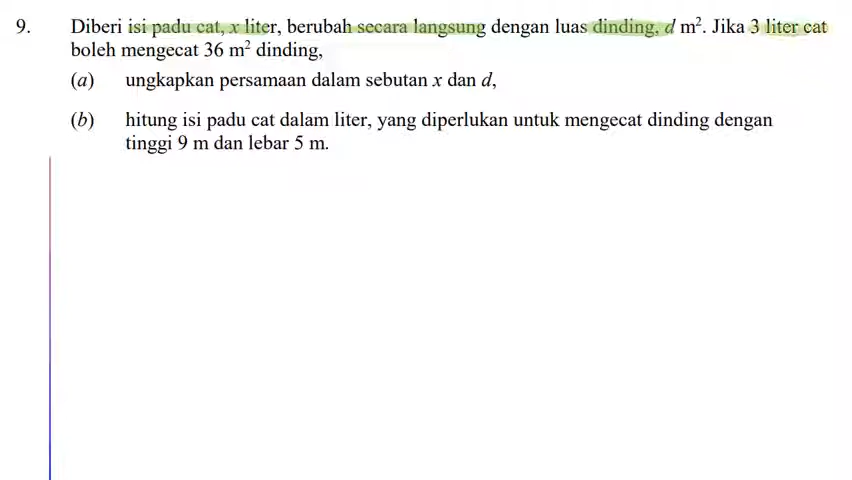 9. Diberi isi padu cat, x liter, berubah secara langsung dengan luas dinding, d m². Jika 3 liter cat
boleh mengecat 36 m² dinding,
(a) ungkapkan persamaan dalam sebutan x dan d,
(b) hitung isi padu cat dalam liter, yang diperlukan untuk mengecat dinding dengan
tinggi 9 m dan lebar 5 m.